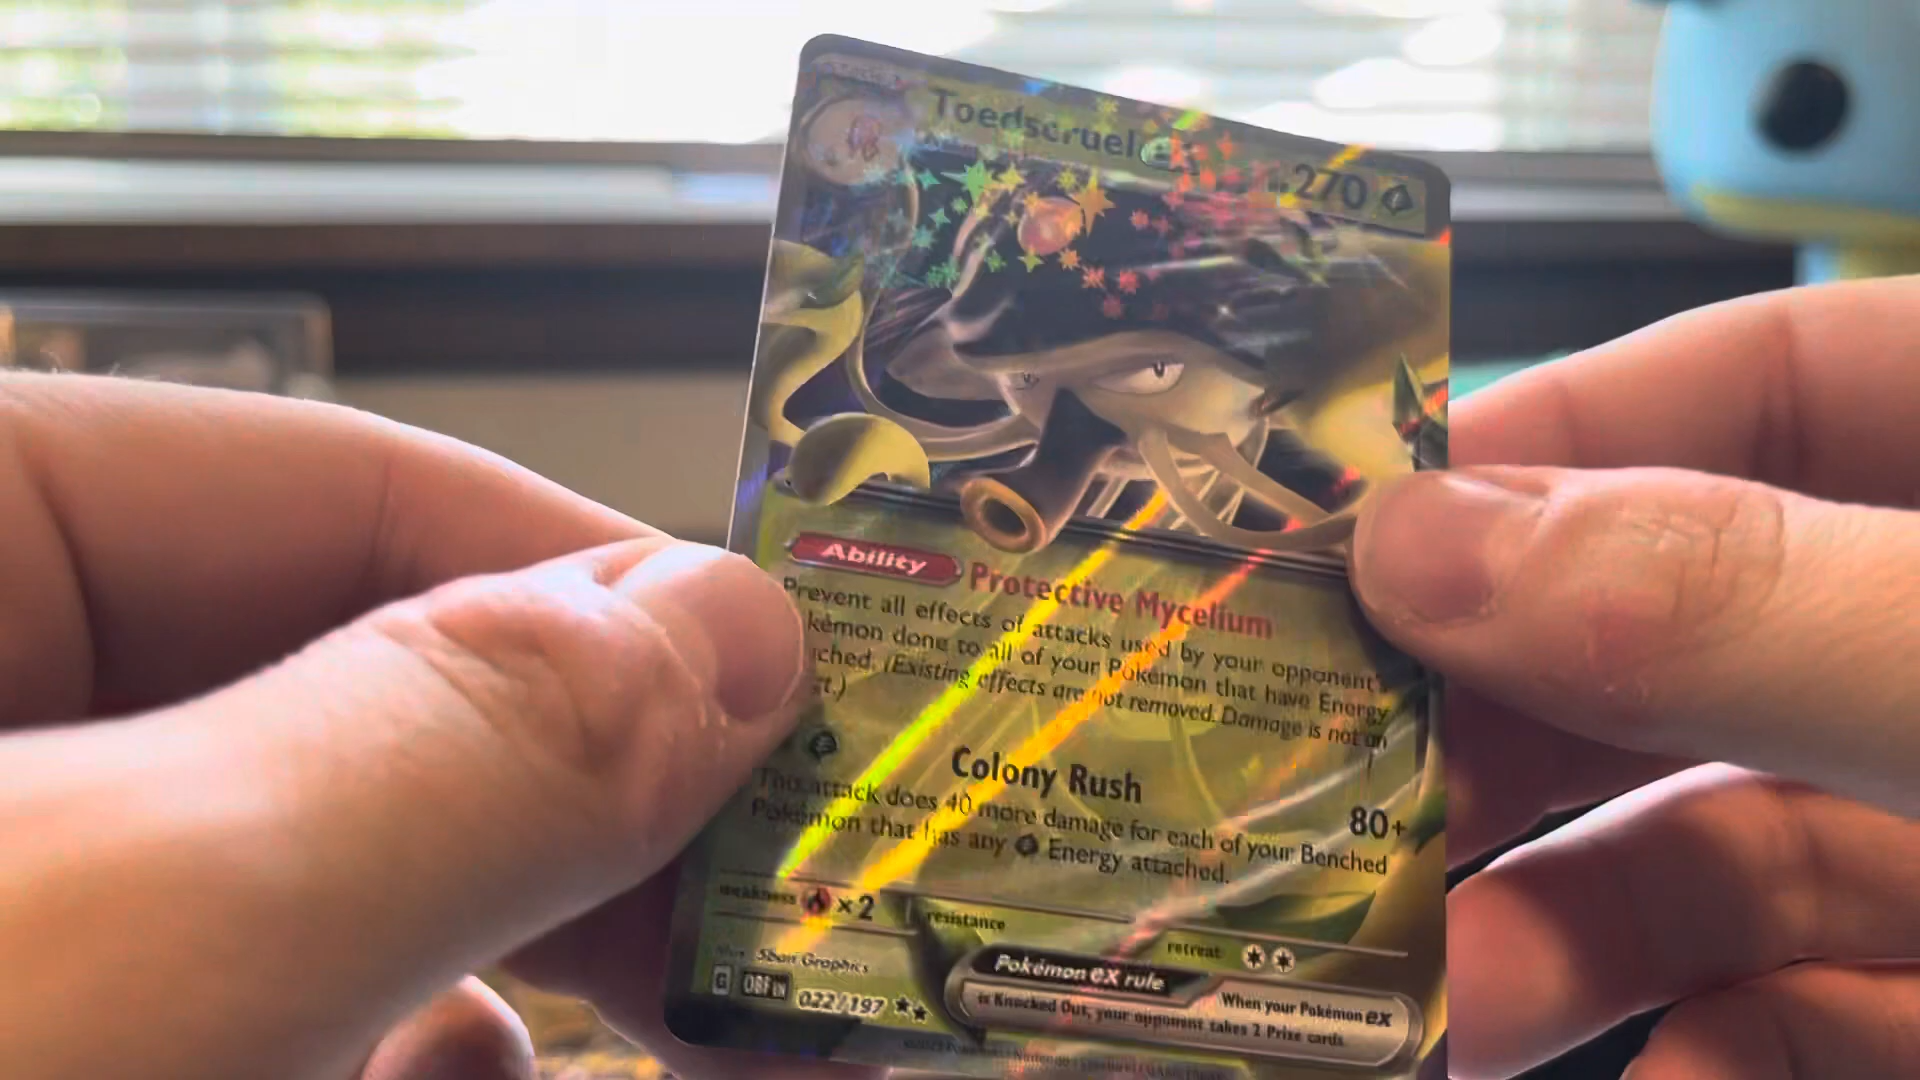 Toedscruel ex
270
Ability Protective Mycelium
Prevent all effects of attacks used by your opponent's
kémon done to all of your Pokémon that have Energy
ched. (Existing effects are not removed. Damage is not an
ct.)
Colony Rush
80+
This attack does 40 more damage for each of your Benched
Pokémon that has any Energy attached.
weakness ×2 resistance retreat
Illus. 5ban Graphics
G OBF EN 022/197
Pokémon ex rule
When your Pokémon ex
is Knocked Out, your opponent takes 2 Prize cards.